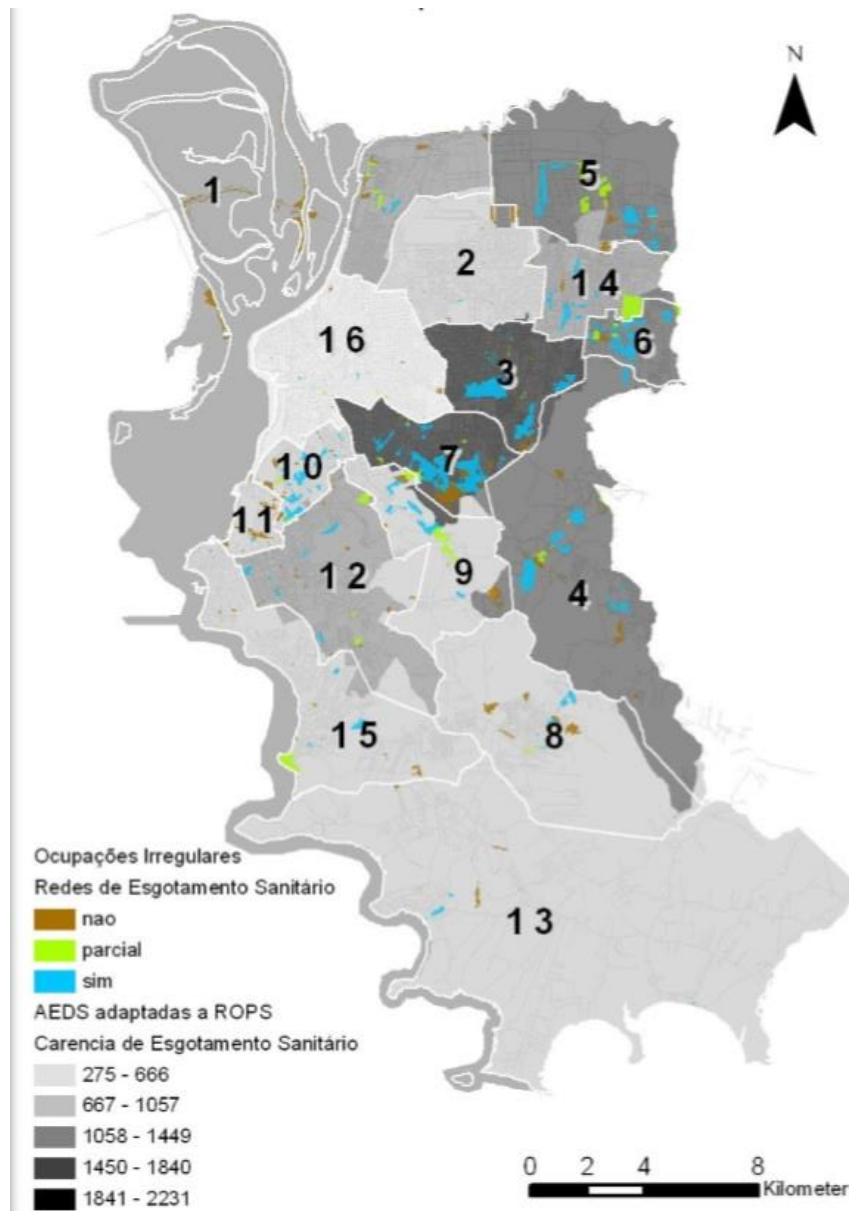 N
1
5
2
1 4
1 6
6
3
7
1 0
1 1
1 2
9
4
1 5
8
1 3
Ocupações Irregulares
Redes de Esgotamento Sanitário
nao
parcial
sim
AEDS adaptadas a ROPS
Carencia de Esgotamento Sanitário
275 - 666
667 - 1057
1058 - 1449
1450 - 1840
1841 - 2231
0 2 4 8
Kilometer